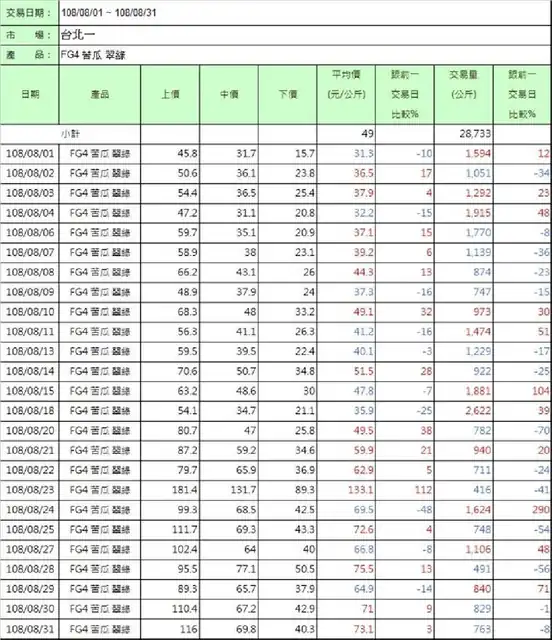 交易日期： 108/08/01 ~ 108/08/31
市 場： 台北一
產 品： FG4 苦瓜 翠綠
日期 產品 上價 中價 下價 平均價 (元/公斤) 跟前一 交易日 比較% 交易量 (公斤) 跟前一 交易日 比較%
小計 49 28,733
108/08/01 FG4 苦瓜 翠綠 45.8 31.7 15.7 31.3 -10 1,594 12
108/08/02 FG4 苦瓜 翠綠 50.6 36.1 23.8 36.5 17 1,051 -34
108/08/03 FG4 苦瓜 翠綠 54.4 36.5 25.4 37.9 4 1,292 23
108/08/04 FG4 苦瓜 翠綠 47.2 31.1 20.8 32.2 -15 1,915 48
108/08/06 FG4 苦瓜 翠綠 59.7 35.1 20.9 37.1 15 1,770 -8
108/08/07 FG4 苦瓜 翠綠 58.9 38 23.1 39.2 6 1,139 -36
108/08/08 FG4 苦瓜 翠綠 66.2 43.1 26 44.3 13 874 -23
108/08/09 FG4 苦瓜 翠綠 48.9 37.9 24 37.3 -16 747 -15
108/08/10 FG4 苦瓜 翠綠 68.3 48 33.2 49.1 32 973 30
108/08/11 FG4 苦瓜 翠綠 56.3 41.1 26.3 41.2 -16 1,474 51
108/08/13 FG4 苦瓜 翠綠 59.5 39.5 22.4 40.1 -3 1,229 -17
108/08/14 FG4 苦瓜 翠綠 70.6 50.7 34.8 51.5 28 922 -25
108/08/15 FG4 苦瓜 翠綠 63.2 48.6 30 47.8 -7 1,881 104
108/08/18 FG4 苦瓜 翠綠 54.1 34.7 21.1 35.9 -25 2,622 39
108/08/20 FG4 苦瓜 翠綠 80.7 47 25.8 49.5 38 782 -70
108/08/21 FG4 苦瓜 翠綠 87.2 59.2 34.6 59.9 21 940 20
108/08/22 FG4 苦瓜 翠綠 79.7 65.9 36.9 62.9 5 711 -24
108/08/23 FG4 苦瓜 翠綠 181.4 131.7 89.3 133.1 112 416 -41
108/08/24 FG4 苦瓜 翠綠 99.3 68.5 42.5 69.5 -48 1,624 290
108/08/25 FG4 苦瓜 翠綠 111.7 69.3 43.3 72.6 4 748 -54
108/08/27 FG4 苦瓜 翠綠 102.4 64 40 66.8 -8 1,106 48
108/08/28 FG4 苦瓜 翠綠 95.5 77.1 50.5 75.5 13 491 -56
108/08/29 FG4 苦瓜 翠綠 89.3 65.7 37.9 64.9 -14 840 71
108/08/30 FG4 苦瓜 翠綠 110.4 67.2 42.9 71 9 829 -1
108/08/31 FG4 苦瓜 翠綠 116 69.8 40.3 73.1 3 763 -8